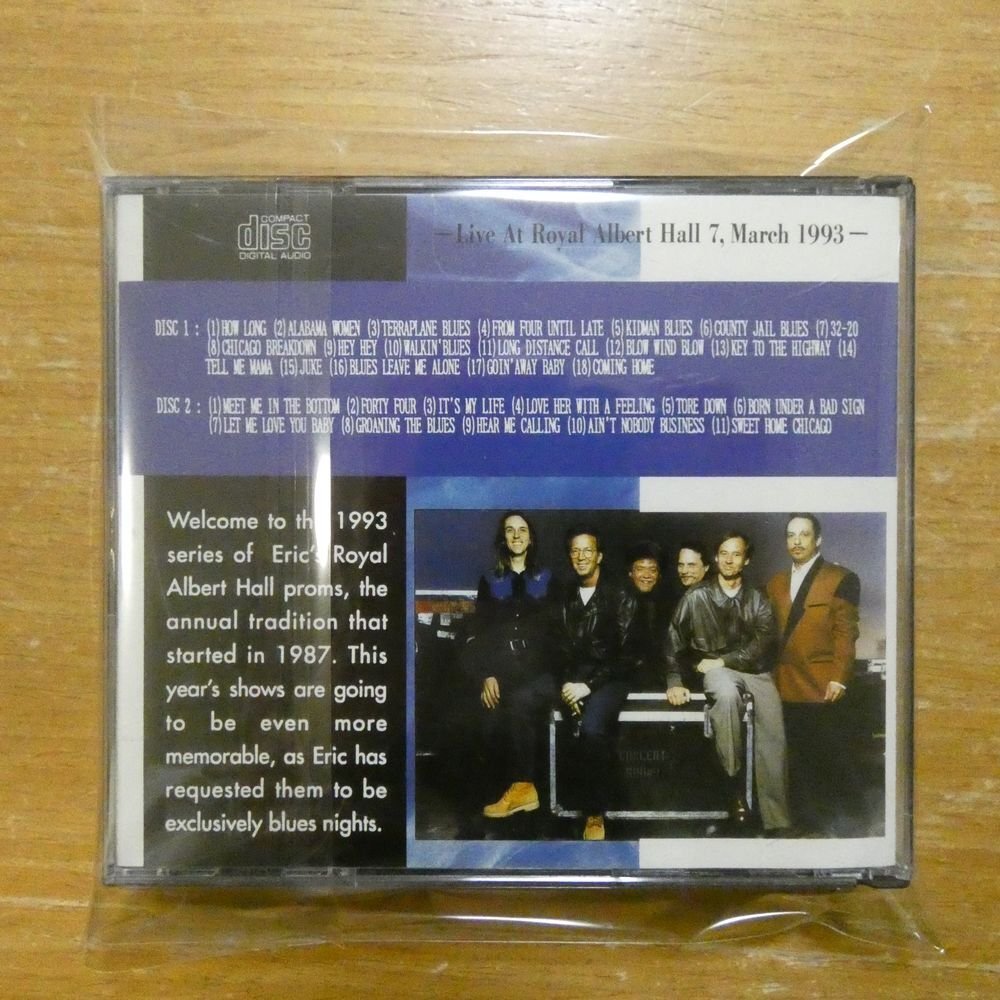 COMPACT
disc
DIGITAL AUDIO
—Live At Royal Albert Hall 7, March 1993—
DISC 1 : (1)HOW LONG (2)ALABAMA WOMEN (3)TERRAPLANE BLUES (4)FROM FOUR UNTIL LATE (5)KIDMAN BLUES (6)COUNTY JAIL BLUES (7)32-20
(8)CHICAGO BREAKDOWN (9)HEY HEY (10)WALKIN'BLUES (11)LONG DISTANCE CALL (12)BLOW WIND BLOW (13)KEY TO THE HIGHWAY (14)
TELL ME MAMA (15)JUKE (16)BLUES LEAVE ME ALONE (17)GOIN'AWAY BABY (18)COMING HOME
DISC 2 : (1)MEET ME IN THE BOTTOM (2)FORTY FOUR (3)IT'S MY LIFE (4)LOVE HER WITH A FEELING (5)TORE DOWN (6)BORN UNDER A BAD SIGN
(7)LET ME LOVE YOU BABY (8)GROANING THE BLUES (9)HEAR ME CALLING (10)AIN'T NOBODY BUSINESS (11)SWEET HOME CHICAGO
Welcome to the 1993
series of Eric's Royal
Albert Hall proms, the
annual tradition that
started in 1987. This
year's shows are going
to be even more
memorable, as Eric has
requested them to be
exclusively blues nights.
CONCERT